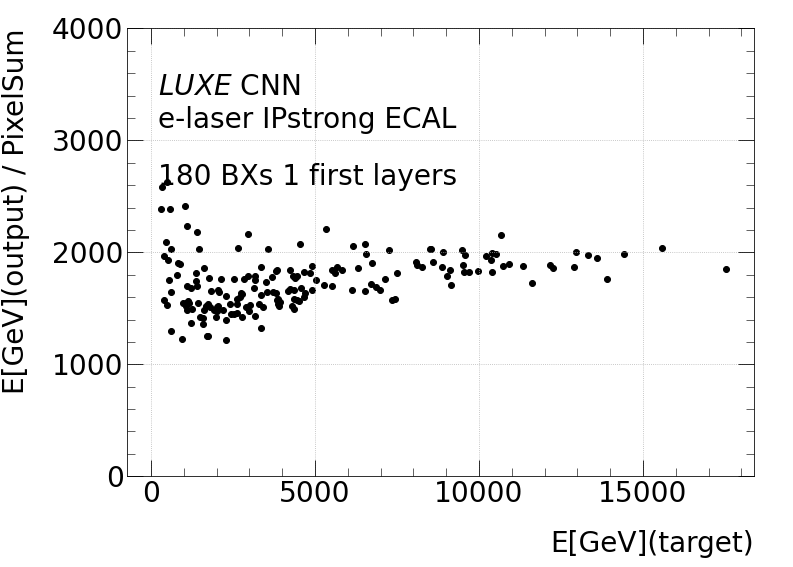 4000
3000
2000
1000
0
E[GeV](output) / PixelSum
LUXE CNN
e-laser IPstrong ECAL
180 BXs 1 first layers
0 5000 10000 15000
E[GeV](target)